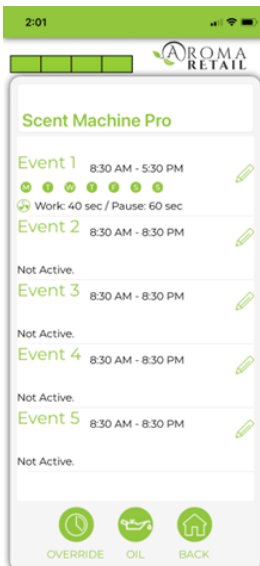 2:01
AROMA
RETAIL
Scent Machine Pro
Event 1 8:30 AM - 5:30 PM
M T W T F S S
Work: 40 sec / Pause: 60 sec
Event 2 8:30 AM - 8:30 PM
Not Active.
Event 3 8:30 AM - 8:30 PM
Not Active.
Event 4 8:30 AM - 8:30 PM
Not Active.
Event 5 8:30 AM - 8:30 PM
Not Active.
OVERRIDE OIL BACK